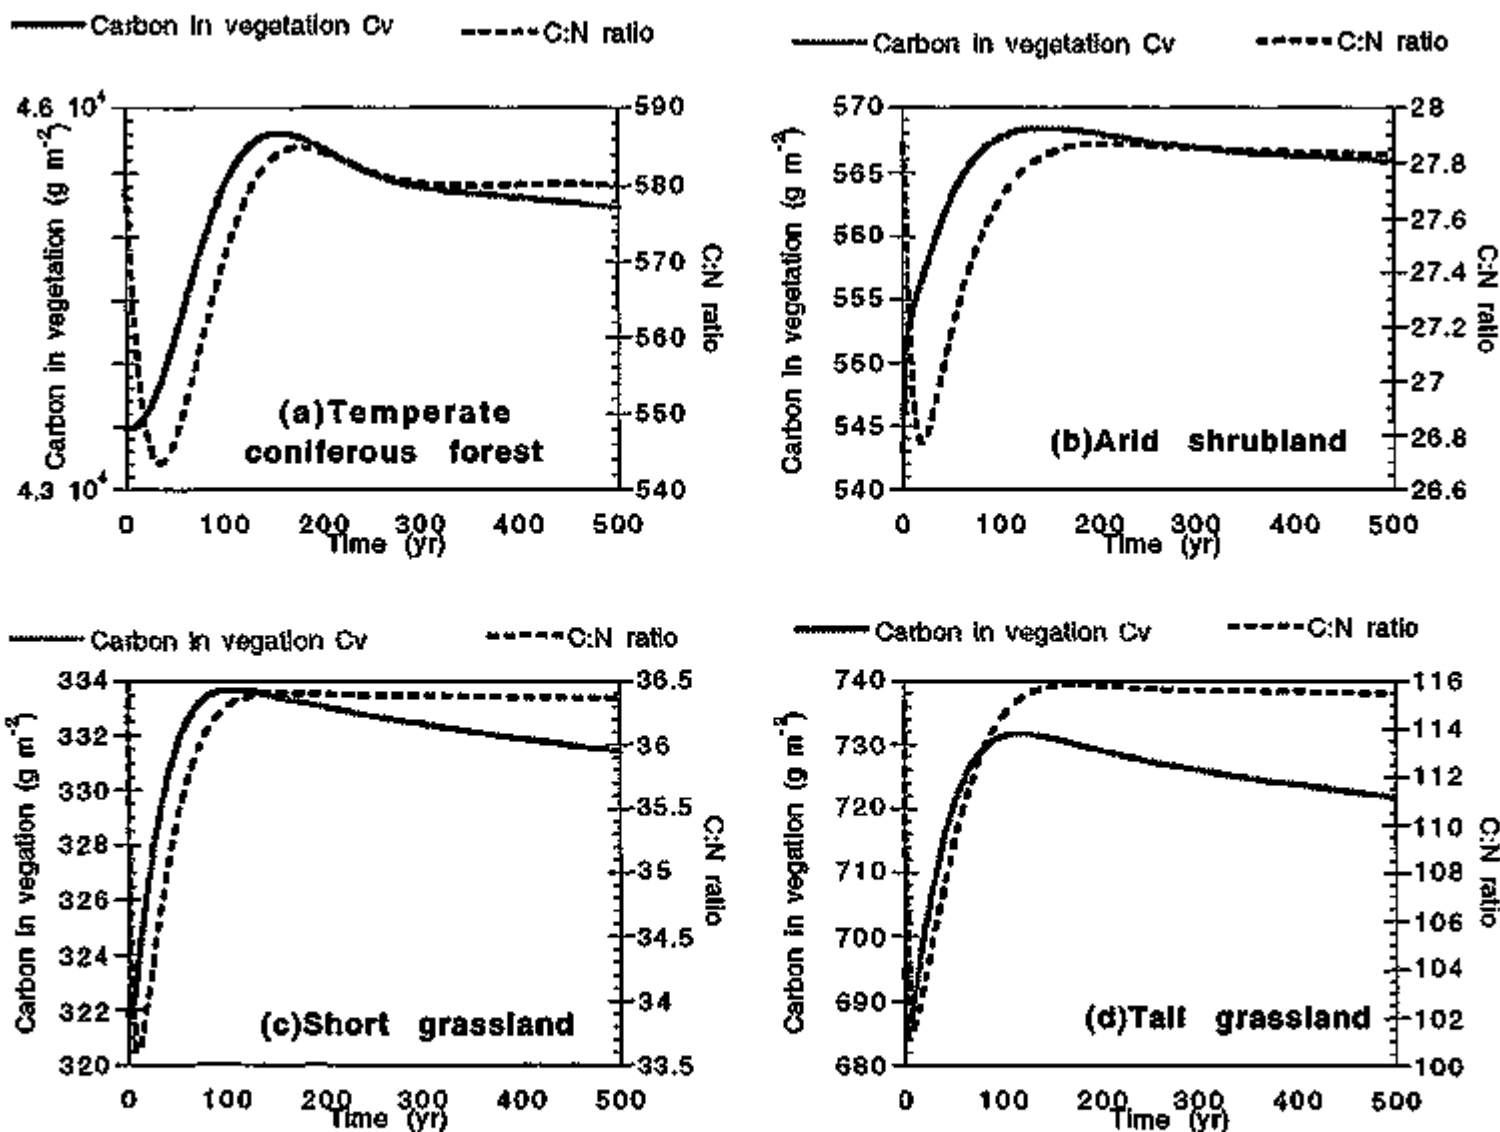 Carbon in vegetation Cv C:N ratio
4.6 10^4
4.3 10^4
Carbon in vegetation (g m^-2)
590
580
570
560
550
540
C:N ratio
(a)Temperate
coniferous forest
0 100 200 300 400 500
Time (yr)
Carbon in vegetation Cv C:N ratio
570
565
560
555
550
545
540
Carbon in vegetation (g m^-2)
28
27.8
27.6
27.4
27.2
27
26.8
26.6
C:N ratio
(b)Arid shrubland
0 100 200 300 400 500
Time (yr)
Carbon in vegation Cv C:N ratio
334
332
330
328
326
324
322
320
Carbon in vegation (g m^-2)
36.5
36
35.5
35
34.5
34
33.5
C:N ratio
(c)Short grassland
0 100 200 300 400 500
Time (yr)
Carbon in vegation Cv C:N ratio
740
730
720
710
700
690
680
Carbon in vegation (g m^-2)
116
114
112
110
108
106
104
102
100
C:N ratio
(d)Tall grassland
0 100 200 300 400 500
Time (yr)